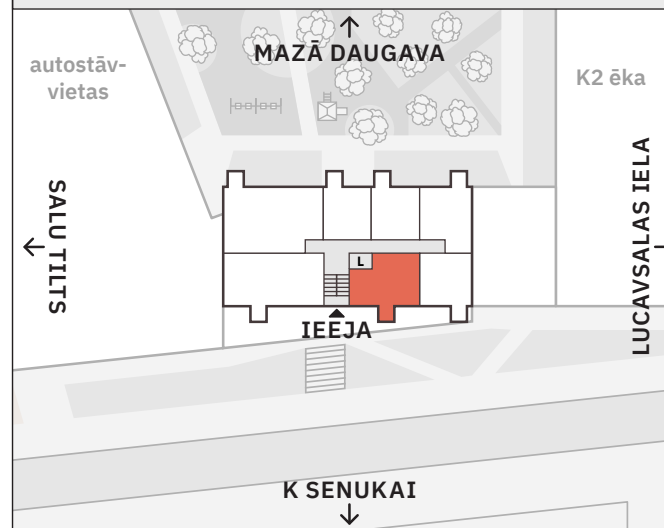 MAZĀ DAUGAVA
autostāv-
vietas
K2 ēka
SALU TILTS
LUCAVSALAS IELA
L
IEEJA
K SENUKAI